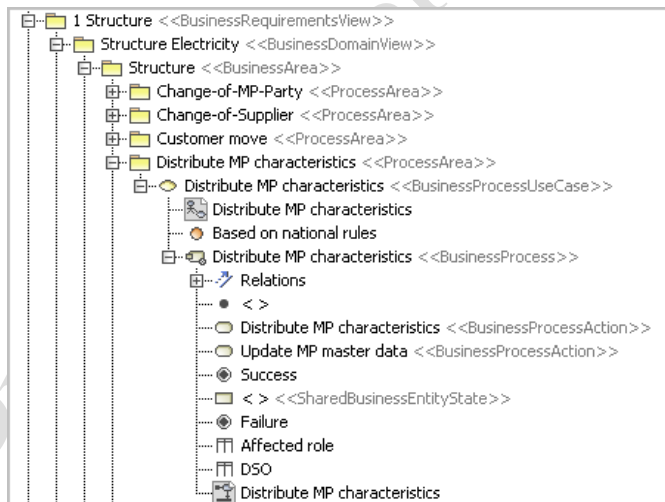 1 Structure <<BusinessRequirementsView>>
Structure Electricity <<BusinessDomainView>>
Structure <<BusinessArea>>
Change-of-MP-Party <<ProcessArea>>
Change-of-Supplier <<ProcessArea>>
Customer move <<ProcessArea>>
Distribute MP characteristics <<ProcessArea>>
Distribute MP characteristics <<BusinessProcessUseCase>>
Distribute MP characteristics
Based on national rules
Distribute MP characteristics <<BusinessProcess>>
Relations
< >
Distribute MP characteristics <<BusinessProcessAction>>
Update MP master data <<BusinessProcessAction>>
Success
< > <<SharedBusinessEntityState>>
Failure
Affected role
DSO
Distribute MP characteristics